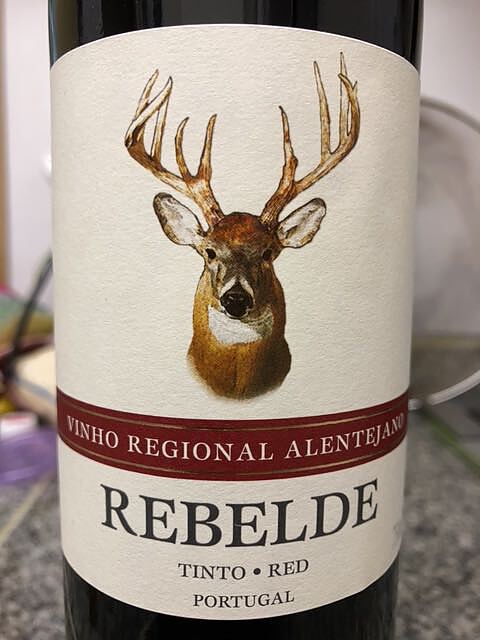 VINHO REGIONAL ALENTEJANO
REBELDE
TINTO • RED
PORTUGAL